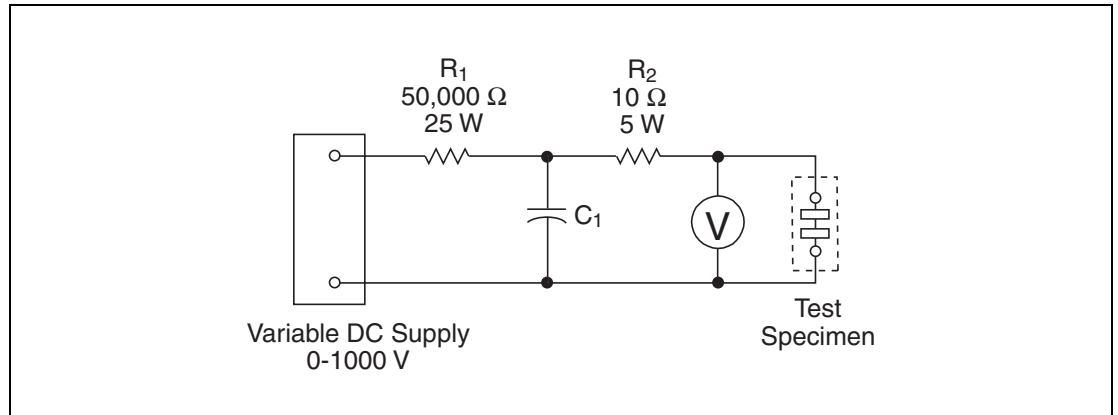 R₁
50,000 Ω
25 W
R₂
10 Ω
5 W
C₁
V
Variable DC Supply
0-1000 V
Test
Specimen